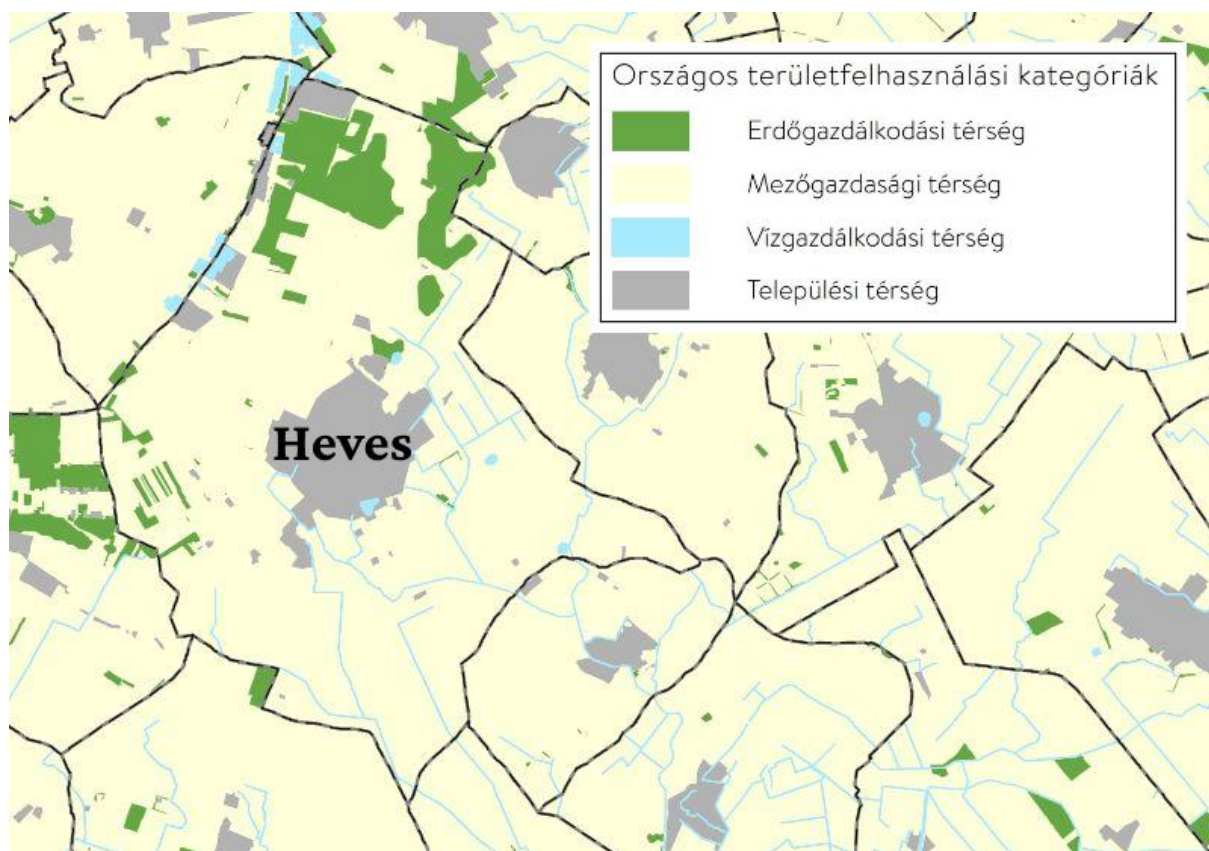 Országos területfelhasználási kategóriák
Erdőgazdálkodási térség
Mezőgazdasági térség
Vízgazdálkodási térség
Települési térség
Heves